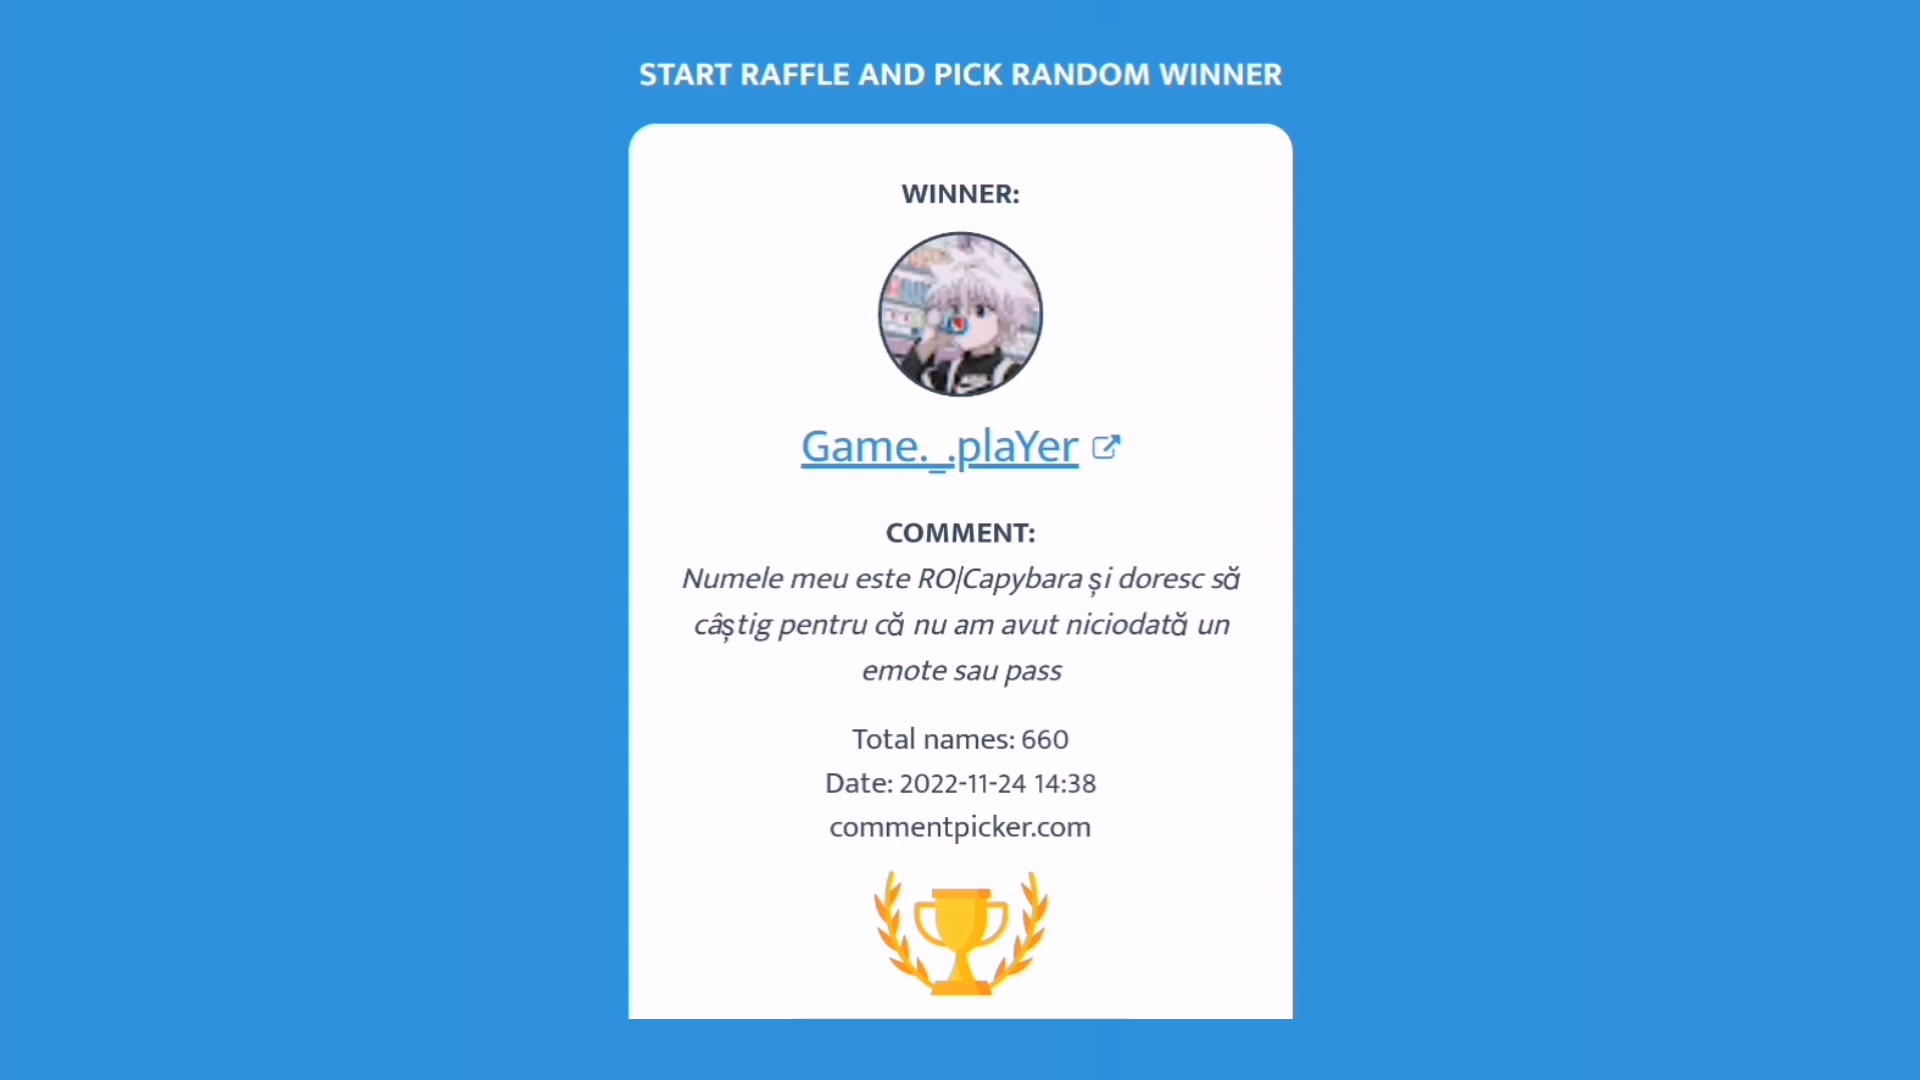 START RAFFLE AND PICK RANDOM WINNER
WINNER:
Game._.plaYer
COMMENT:
Numele meu este RO|Capybara și doresc să
câștig pentru că nu am avut niciodată un
emote sau pass
Total names: 660
Date: 2022-11-24 14:38
commentpicker.com